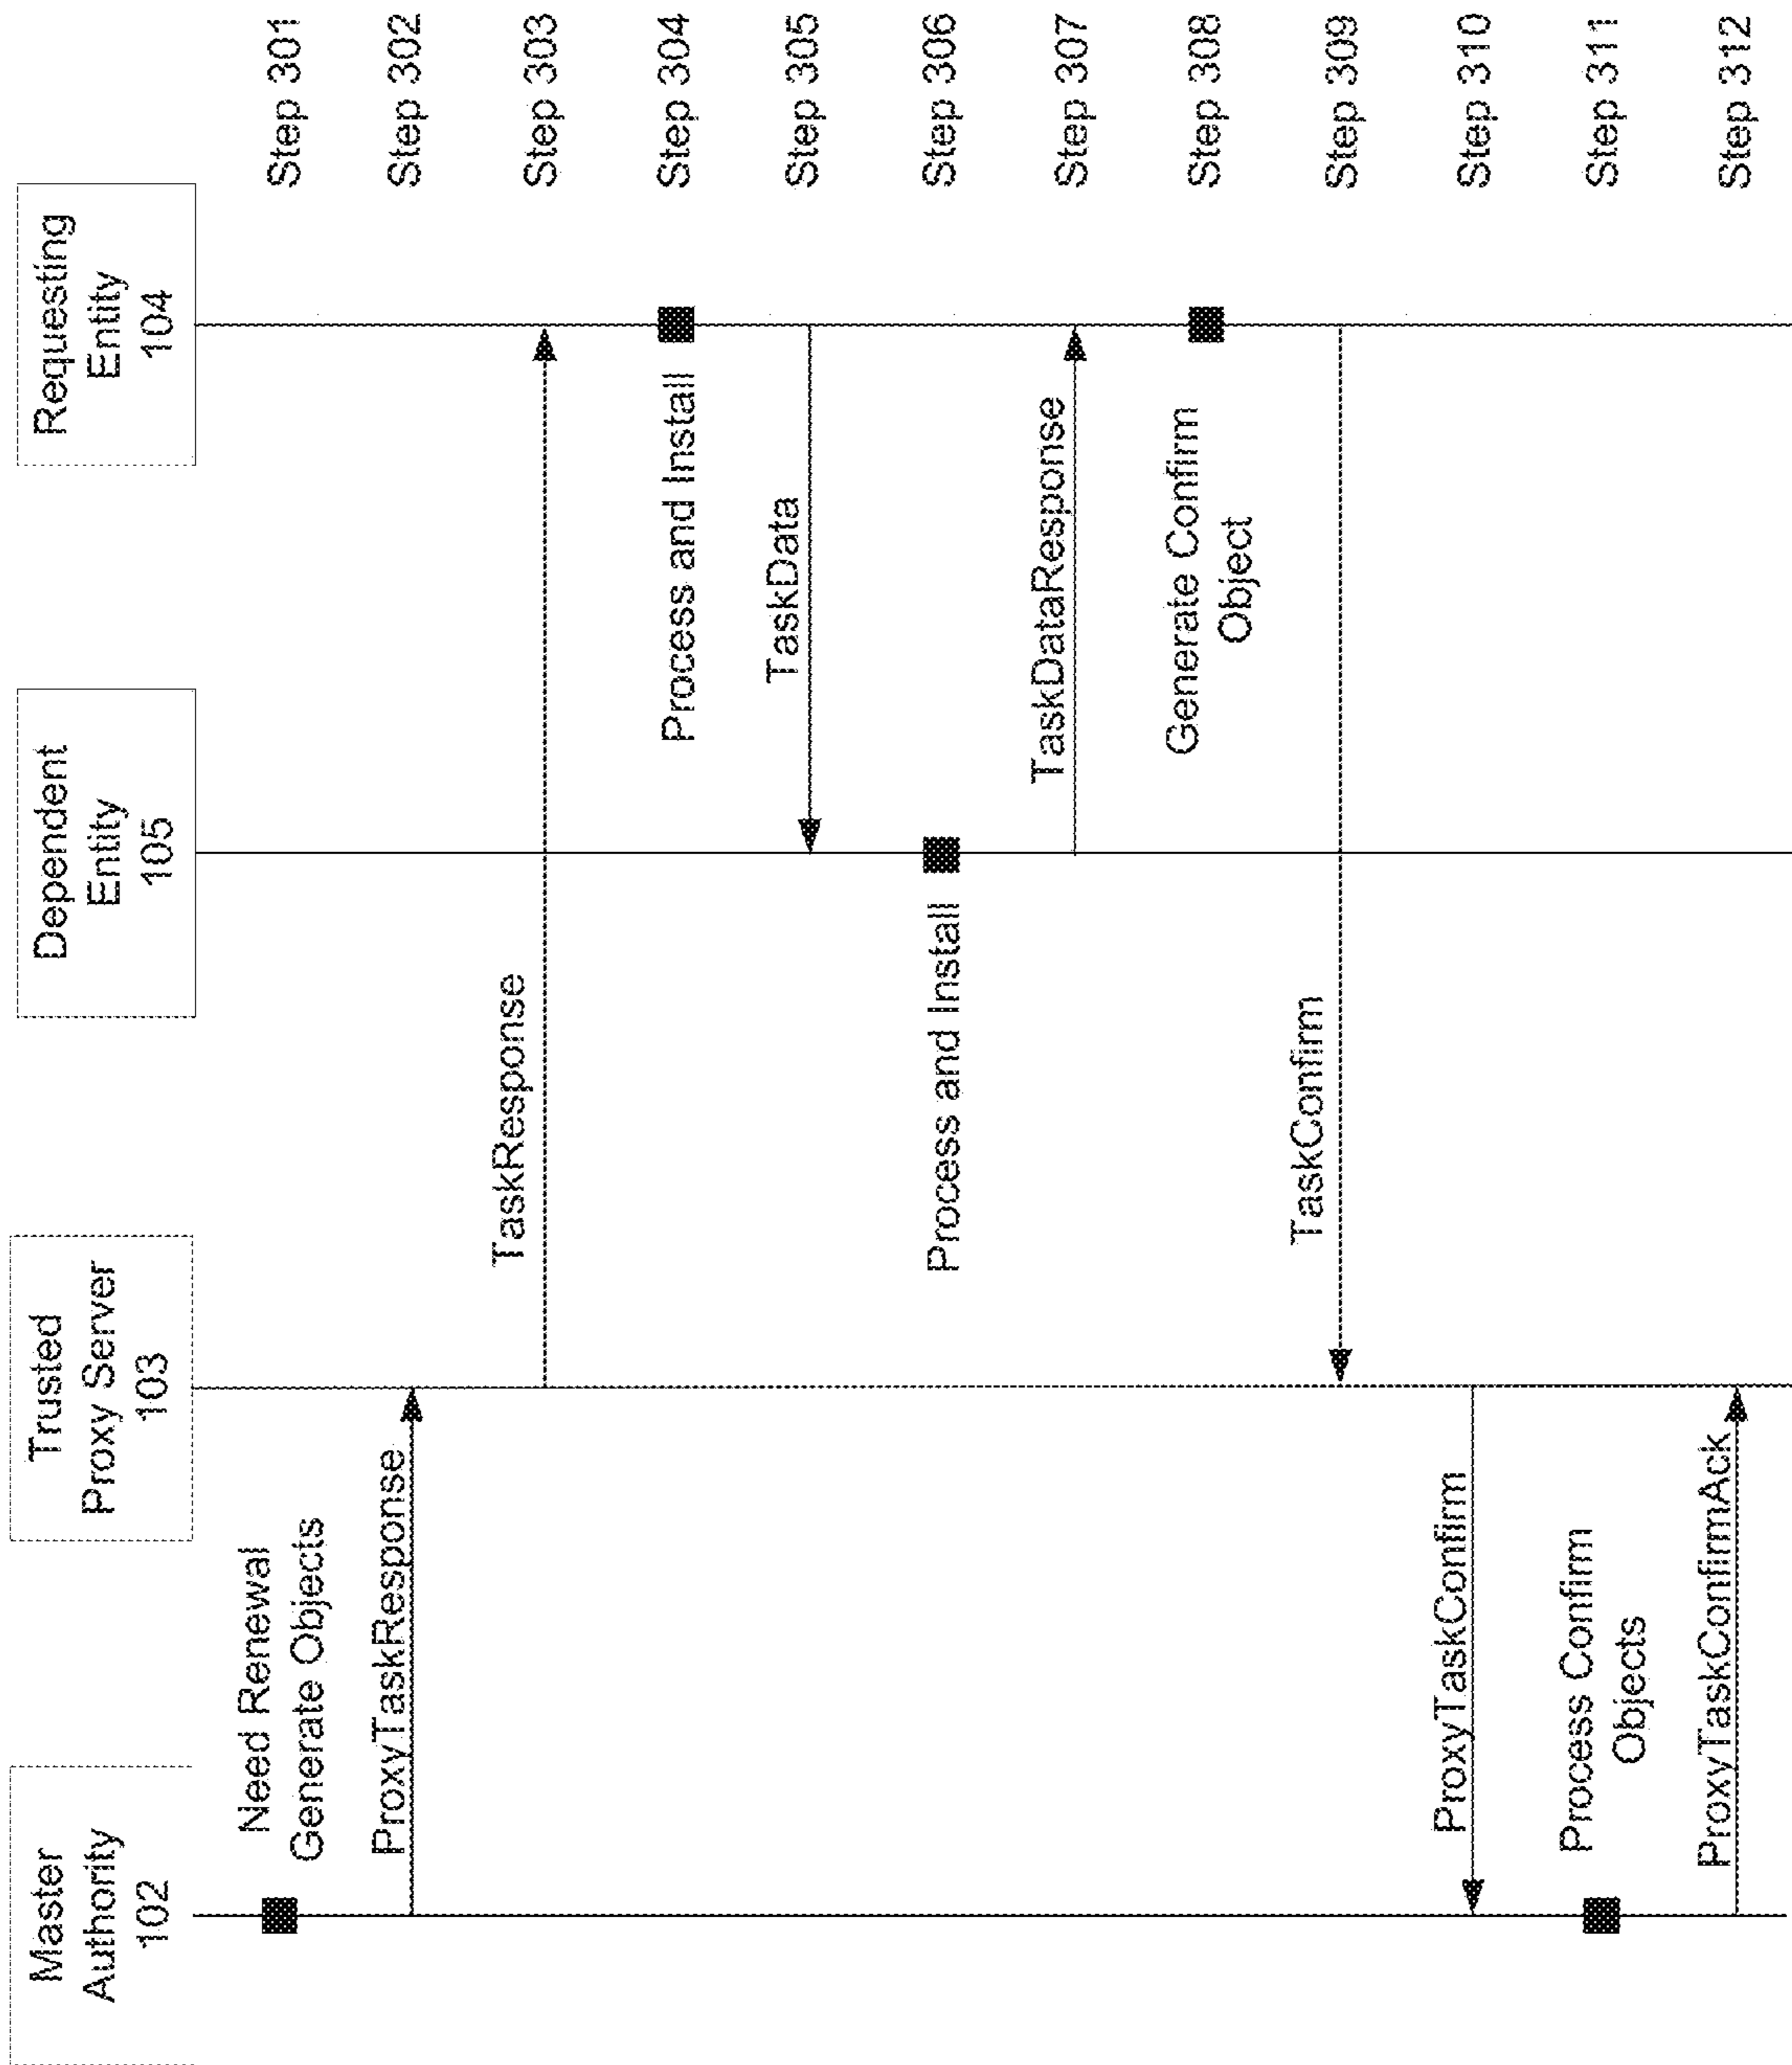 Master
Authority
102
Trusted
Proxy Server
103
Dependent
Entity
105
Requesting
Entity
104
Need Renewal
Generate Objects
Step 301
ProxyTaskResponse
Step 302
TaskResponse
Step 303
Process and Install
Step 304
TaskData
Step 305
Process and Install
Step 306
TaskDataResponse
Step 307
Generate Confirm
Object
Step 308
TaskConfirm
Step 309
ProxyTaskConfirm
Step 310
Process Confirm
Objects
Step 311
ProxyTaskConfirmAck
Step 312